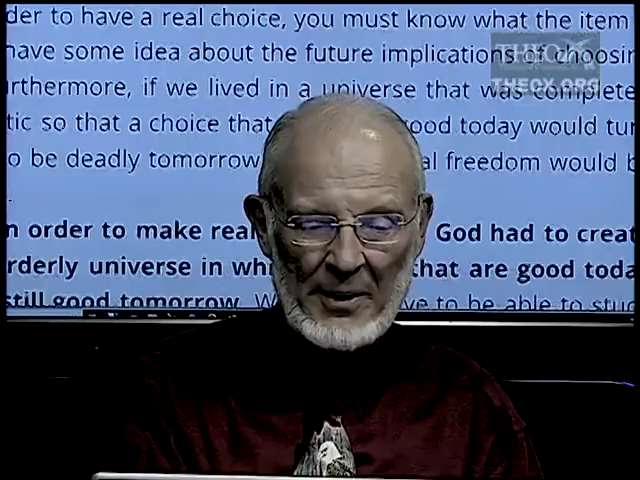 der to have a real choice, you must know what the item
have some idea about the future implications of choosin
rthermore, if we lived in a universe that was complete
tic so that a choice that ood today would tur
o be deadly tomorrow al freedom would b
n order to make real God had to creat
rderly universe in wh that are good toda
still good tomorrow. W ve to be able to stud
THEOX
THEOX.ORG